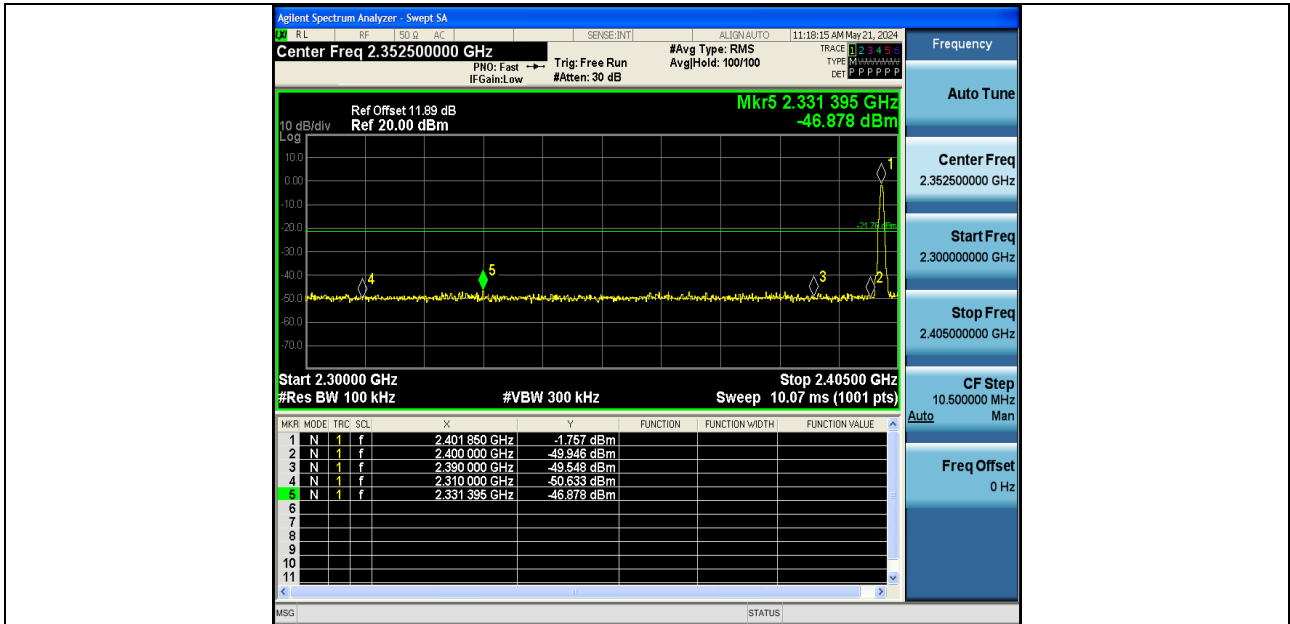 Agilent Spectrum Analyzer - Swept SA
RL RF 50 Ω AC SENSE:INT ALIGNAUTO 11:18:15 AM May 21, 2024
Center Freq 2.352500000 GHz
PNO: Fast
IFGain:Low
Trig: Free Run
#Atten: 30 dB
#Avg Type: RMS
Avg|Hold: 100/100
TRACE 1 2 3 4 5 6
TYPE M
DET P P P P P P
Mkr5 2.331 395 GHz
-46.878 dBm
Ref Offset 11.89 dB
10 dB/div Ref 20.00 dBm
Log
10.0
0.00
-10.0
-20.0
-30.0
-40.0
-50.0
-60.0
-70.0
1
2
3
4
5
Start 2.30000 GHz Stop 2.40500 GHz
#Res BW 100 kHz #VBW 300 kHz Sweep 10.07 ms (1001 pts)
MKR MODE TRC SCL X Y FUNCTION FUNCTION WIDTH FUNCTION VALUE
1 N 1 f 2.401 850 GHz -1.757 dBm
2 N 1 f 2.400 000 GHz -49.946 dBm
3 N 1 f 2.390 000 GHz -49.548 dBm
4 N 1 f 2.310 000 GHz -50.633 dBm
5 N 1 f 2.331 395 GHz -46.878 dBm
6
7
8
9
10
11
MSG STATUS
Frequency
Auto Tune
Center Freq
2.352500000 GHz
Start Freq
2.300000000 GHz
Stop Freq
2.405000000 GHz
CF Step
10.500000 MHz
Auto Man
Freq Offset
0 Hz